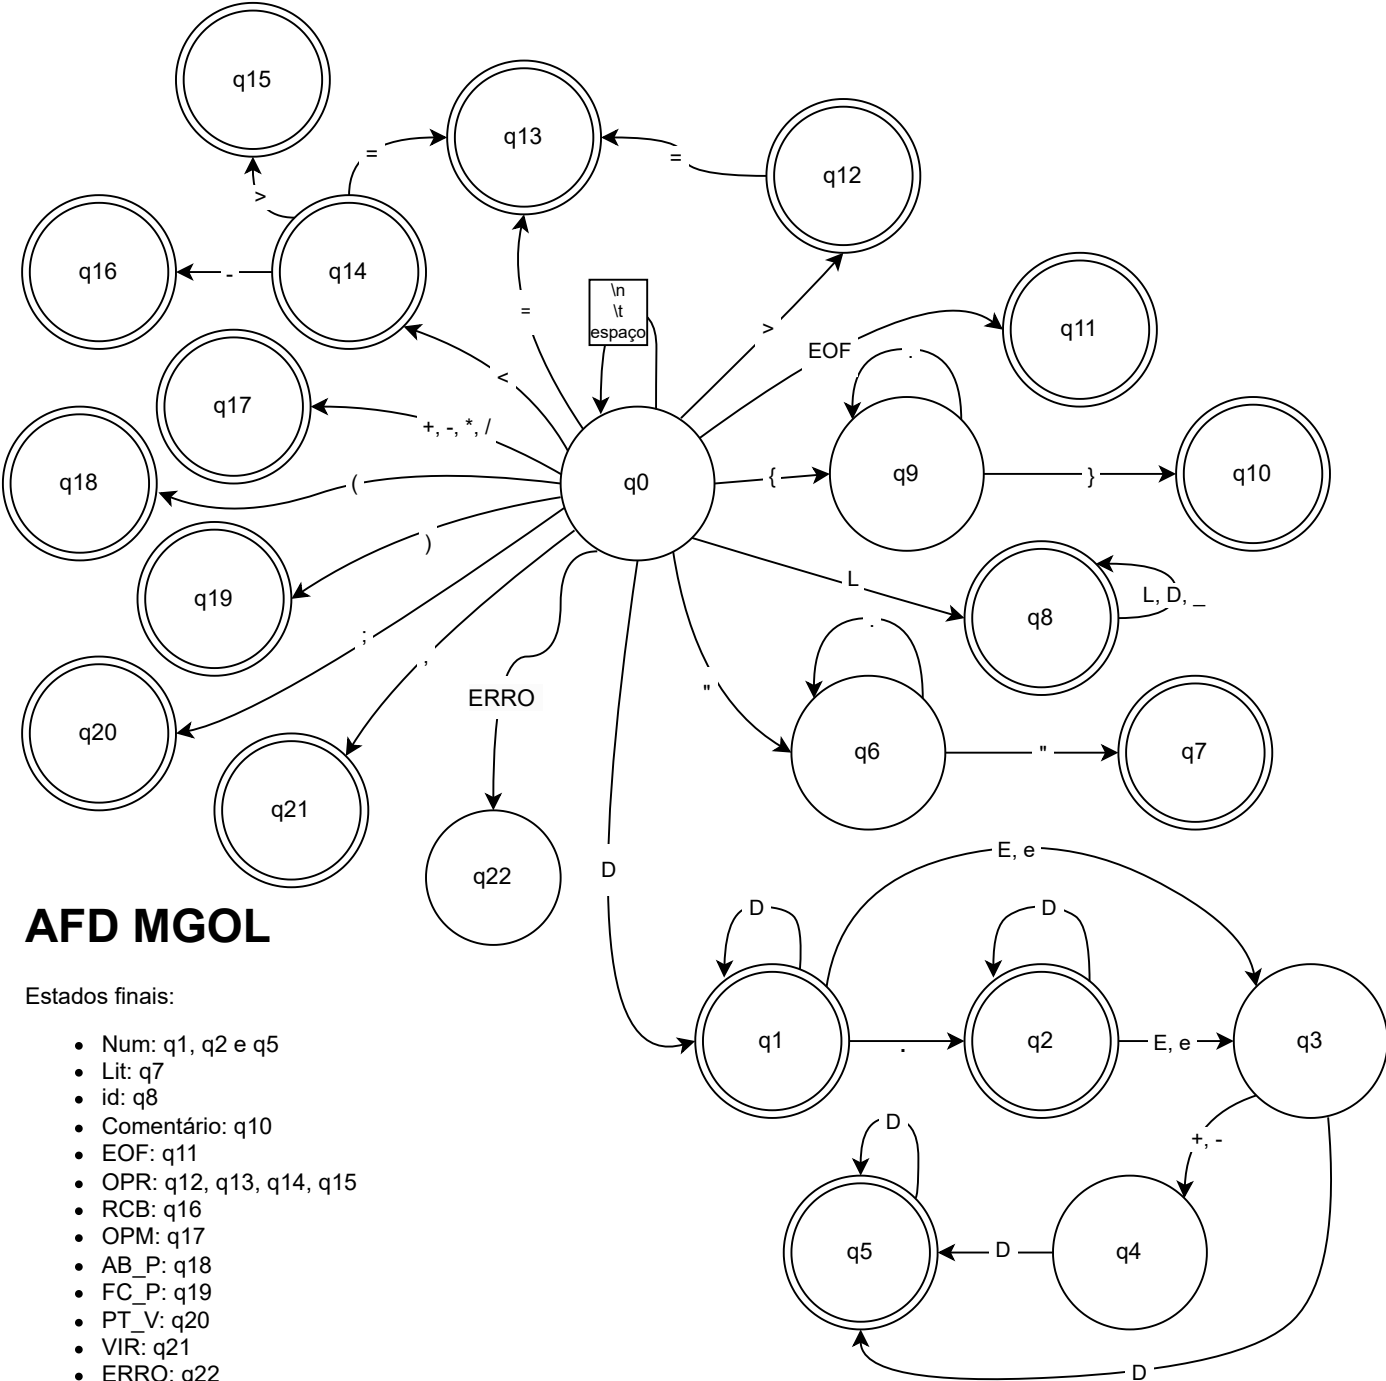 q15
q13
q12
=
=
>
q16
-
q14
\n
\t
espaço
=
>
EOF
.
q11
<
q17
+, -, *, /
q18
(
q0
{
q9
}
q10
)
q19
L
q8
L, D, _
;
,
.
"
ERRO
q20
q6
"
q7
q21
q22
D
E, e
AFD MGOL
D
D
Estados finais:
q1
.
q2
E, e
q3
• Num: q1, q2 e q5
• Lit: q7
• id: q8
• Comentário: q10
• EOF: q11
• OPR: q12, q13, q14, q15
• RCB: q16
• OPM: q17
• AB_P: q18
• FC_P: q19
• PT_V: q20
• VIR: q21
• ERRO: q22
D
+, -
q5
D
q4
D